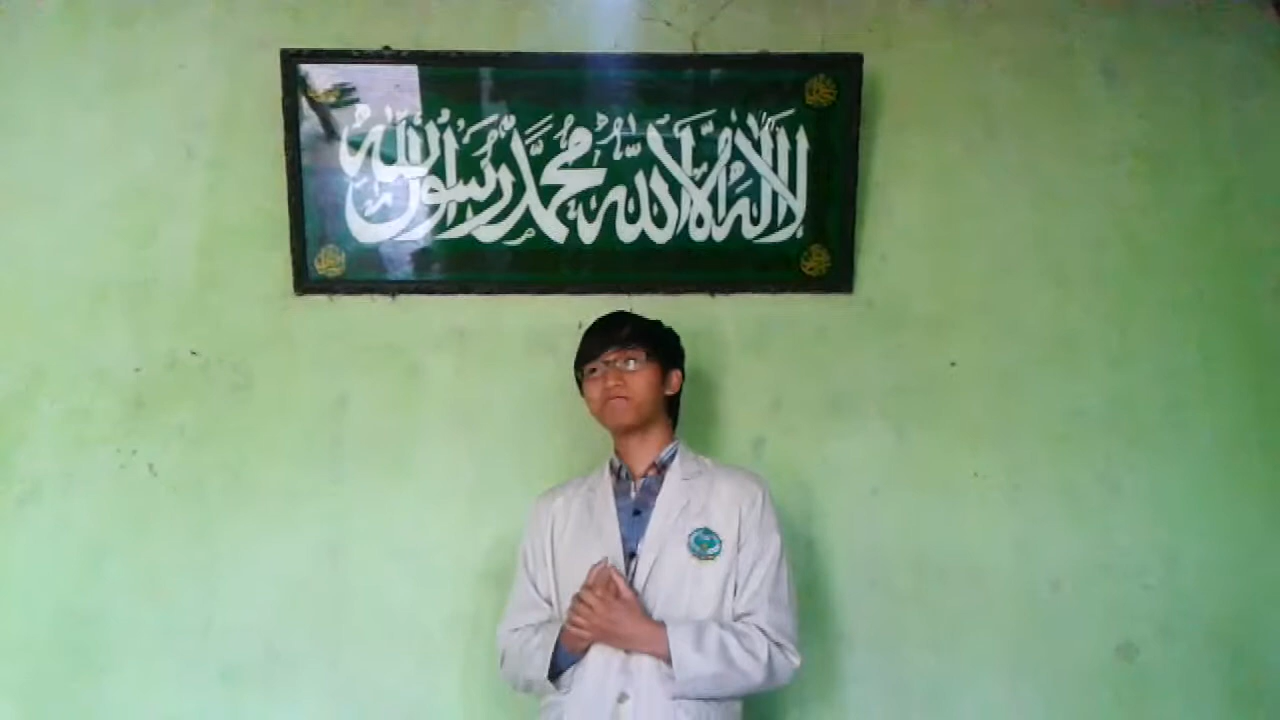 لا إله إلا الله محمد رسول الله